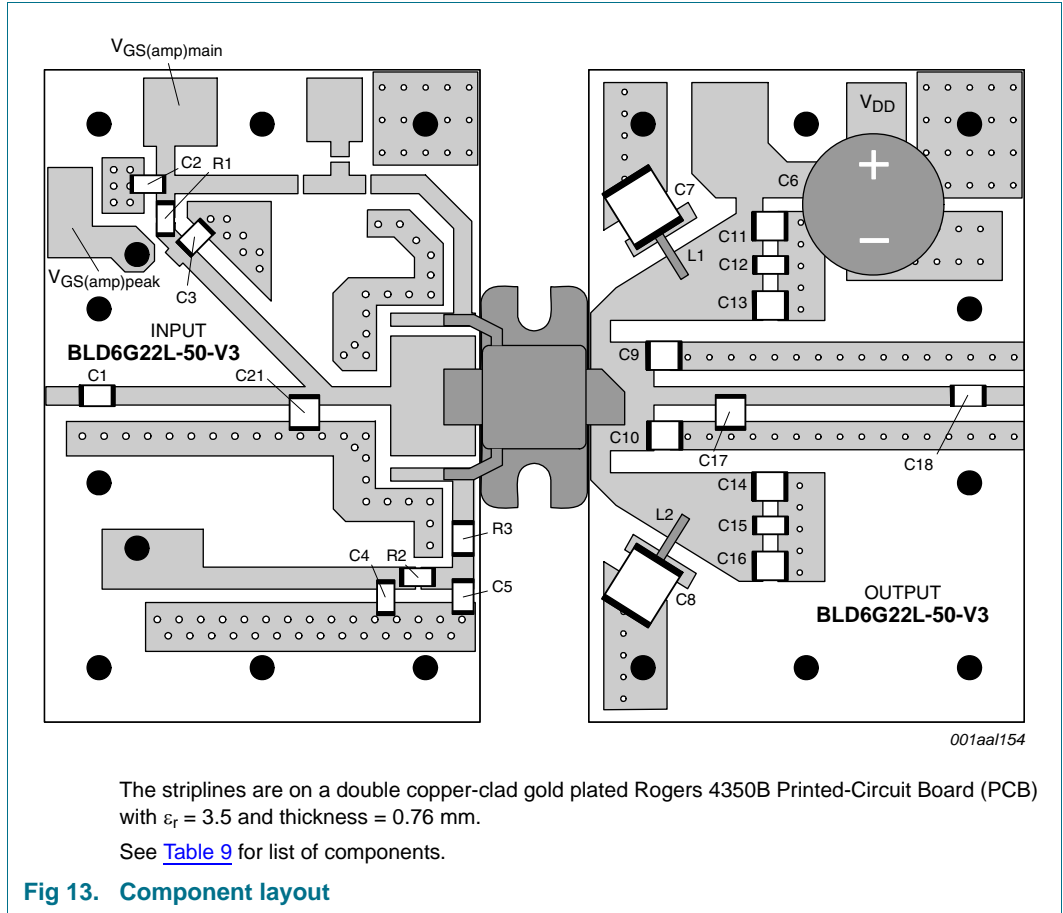 VGS(amp)main
C2 R1
C3
VGS(amp)peak
INPUT
BLD6G22L-50-V3
C1
C21
C4 R2
R3
C5
VDD
+
−
C6
C7
L1
C11
C12
C13
C9
C10
C17
C18
C14
L2
C15
C16
C8
OUTPUT
BLD6G22L-50-V3
001aal154
The striplines are on a double copper-clad gold plated Rogers 4350B Printed-Circuit Board (PCB)
with εr = 3.5 and thickness = 0.76 mm.
See Table 9 for list of components.
Fig 13. Component layout